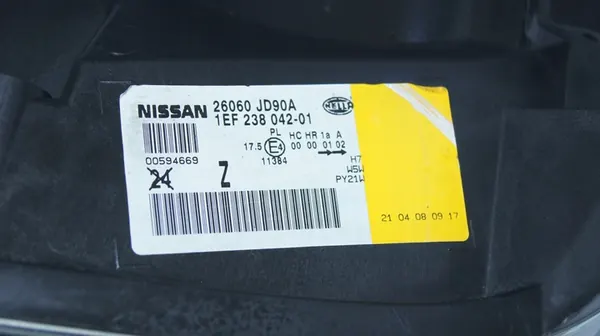 NISSAN 26060 JD90A HELLA
1EF 238 042-01
PL HC HR 1a A
17.5 E4 00 00 01 02
00594669 11384 H7
24 Z W5W
PY21W
21 04 08 09 17